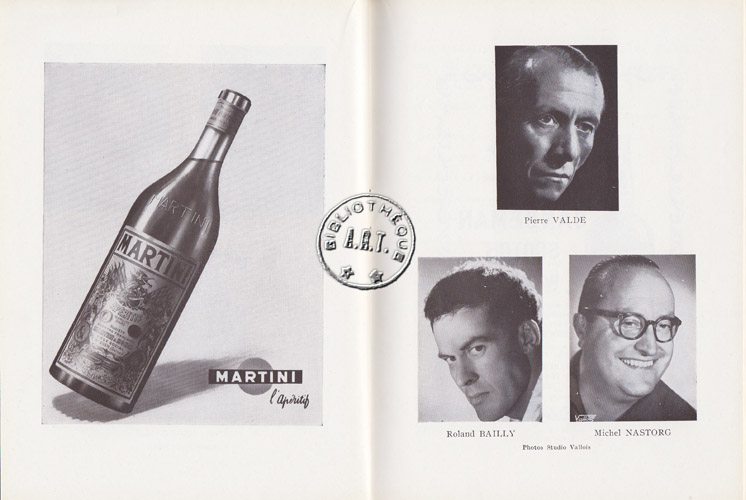 MARTINI
MARTINI
MARTINI
l'Apéritif
BIBLIOTHÈQUE
A.R.T.
Pierre VALDE
Roland BAILLY
Michel NASTORG
Photos Studio Vallois